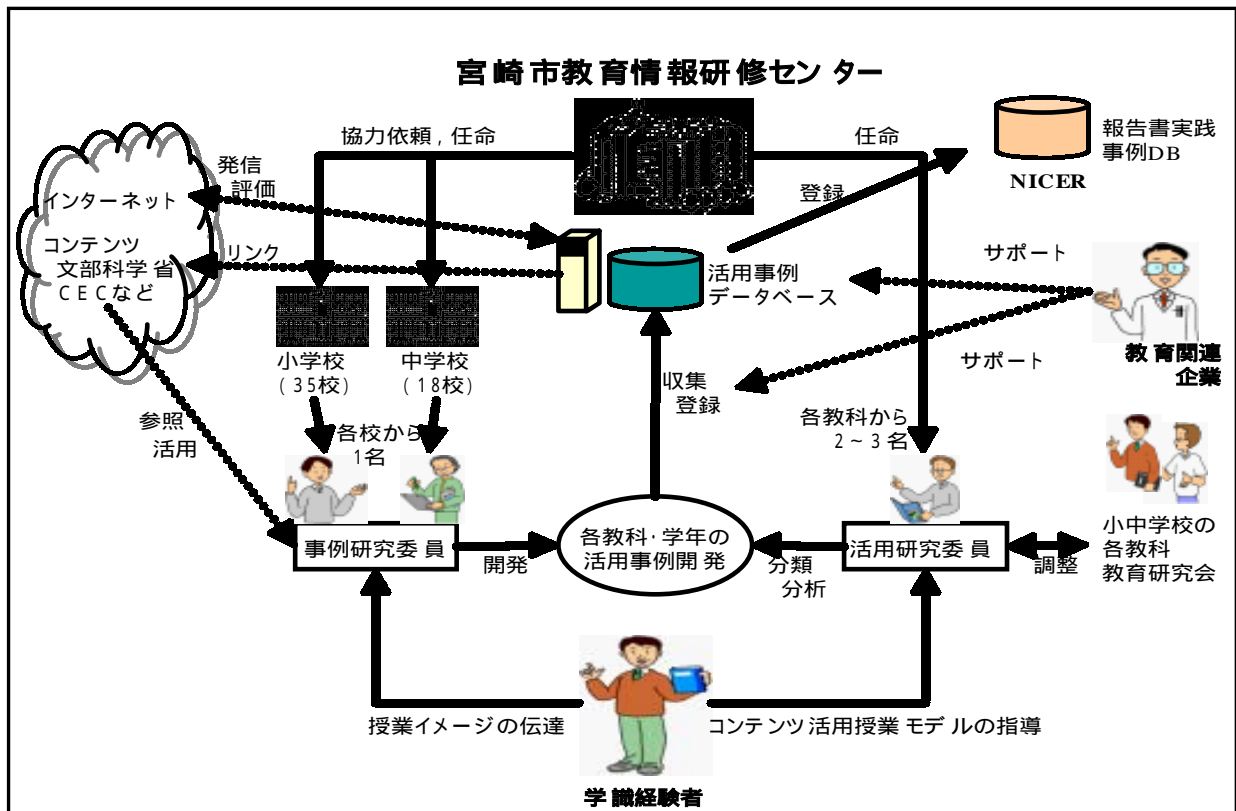 宮崎市教育情報研修センター
協力依頼，任命
任命
報告書実践
事例DB
NICER
発信
評価
登録
インターネット
コンテンツ
文部科学省
CECなど
リンク
活用事例
データベース
サポート
サポート
教育関連
企業
小学校
(35校)
中学校
(18校)
収集
登録
参照
活用
各校から
1名
各教科から
2～3名
事例研究委員
開発
各教科・学年の
活用事例開発
分類
分析
活用研究委員
調整
小中学校の
各教科
教育研究会
授業イメージの伝達
コンテンツ活用授業モデルの指導
学識経験者